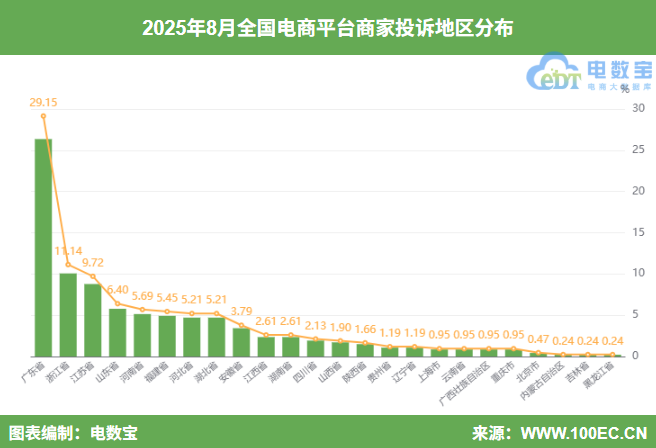 2025年8月全国电商平台商家投诉地区分布
eDT 电数宝
电商大数据库
%
30
25
20
15
10
5
0
29.15
11.14
9.72
6.40
5.69
5.45
5.21
5.21
3.79
2.61
2.61
2.13
1.90
1.66
1.19
1.19
0.95
0.95
0.95
0.95
0.47
0.24
0.24
0.24
广东省
浙江省
江苏省
山东省
河南省
福建省
河北省
湖北省
安徽省
江西省
湖南省
四川省
山西省
陕西省
贵州省
辽宁省
上海市
云南省
广西壮族自治区
重庆市
北京市
内蒙古自治区
吉林省
黑龙江省
图表编制：电数宝
来源：WWW.100EC.CN